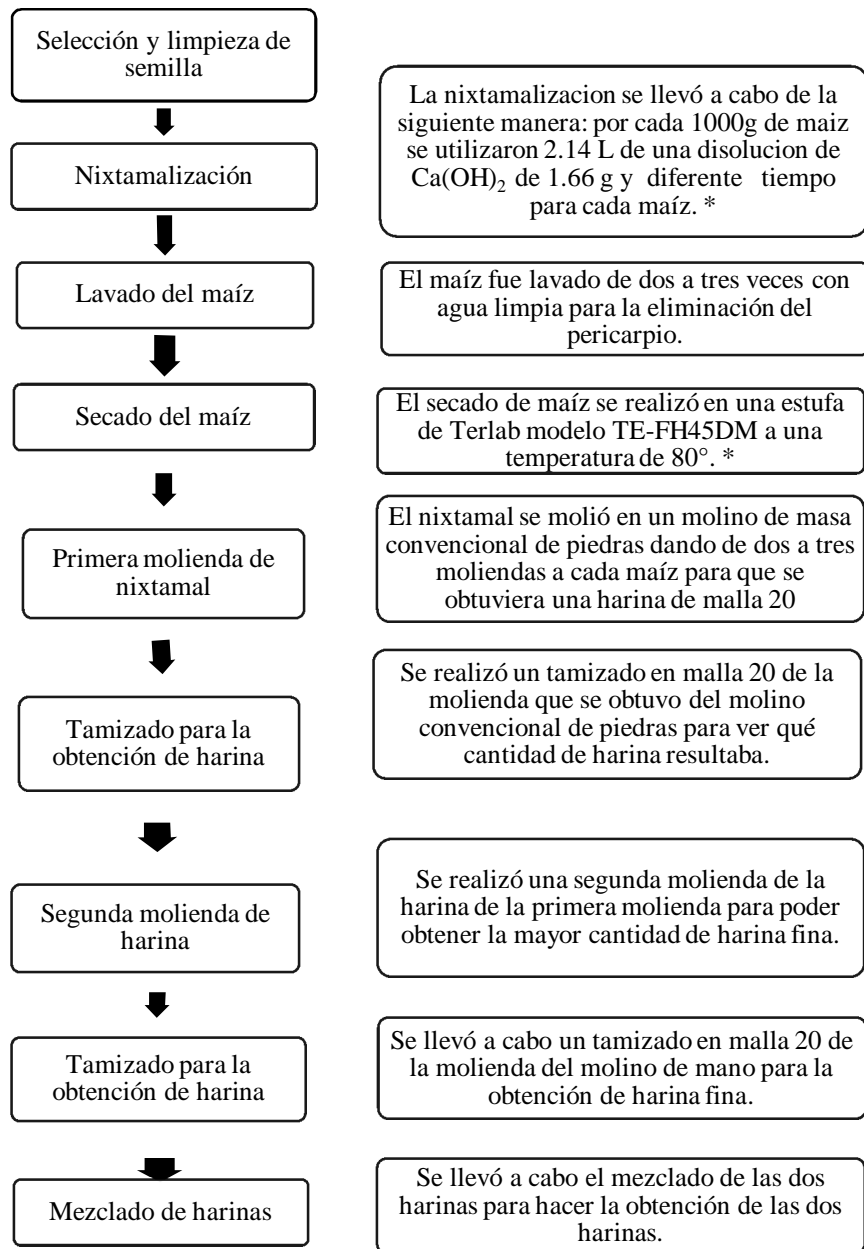 Selección y limpieza de
semilla
La nixtamalizacion se llevó a cabo de la
siguiente manera: por cada 1000g de maiz
se utilizaron 2.14 L de una disolucion de
Ca(OH)₂ de 1.66 g y diferente tiempo
para cada maíz. *
Nixtamalización
Lavado del maíz
El maíz fue lavado de dos a tres veces con
agua limpia para la eliminación del
pericarpio.
Secado del maíz
El secado de maíz se realizó en una estufa
de Terlab modelo TE-FH45DM a una
temperatura de 80°. *
Primera molienda de
nixtamal
El nixtamal se molió en un molino de masa
convencional de piedras dando de dos a tres
moliendas a cada maíz para que se
obtuviera una harina de malla 20
Tamizado para la
obtención de harina
Se realizó un tamizado en malla 20 de la
molienda que se obtuvo del molino
convencional de piedras para ver qué
cantidad de harina resultaba.
Segunda molienda de
harina
Se realizó una segunda molienda de la
harina de la primera molienda para poder
obtener la mayor cantidad de harina fina.
Tamizado para la
obtención de harina
Se llevó a cabo un tamizado en malla 20 de
la molienda del molino de mano para la
obtención de harina fina.
Mezclado de harinas
Se llevó a cabo el mezclado de las dos
harinas para hacer la obtención de las dos
harinas.